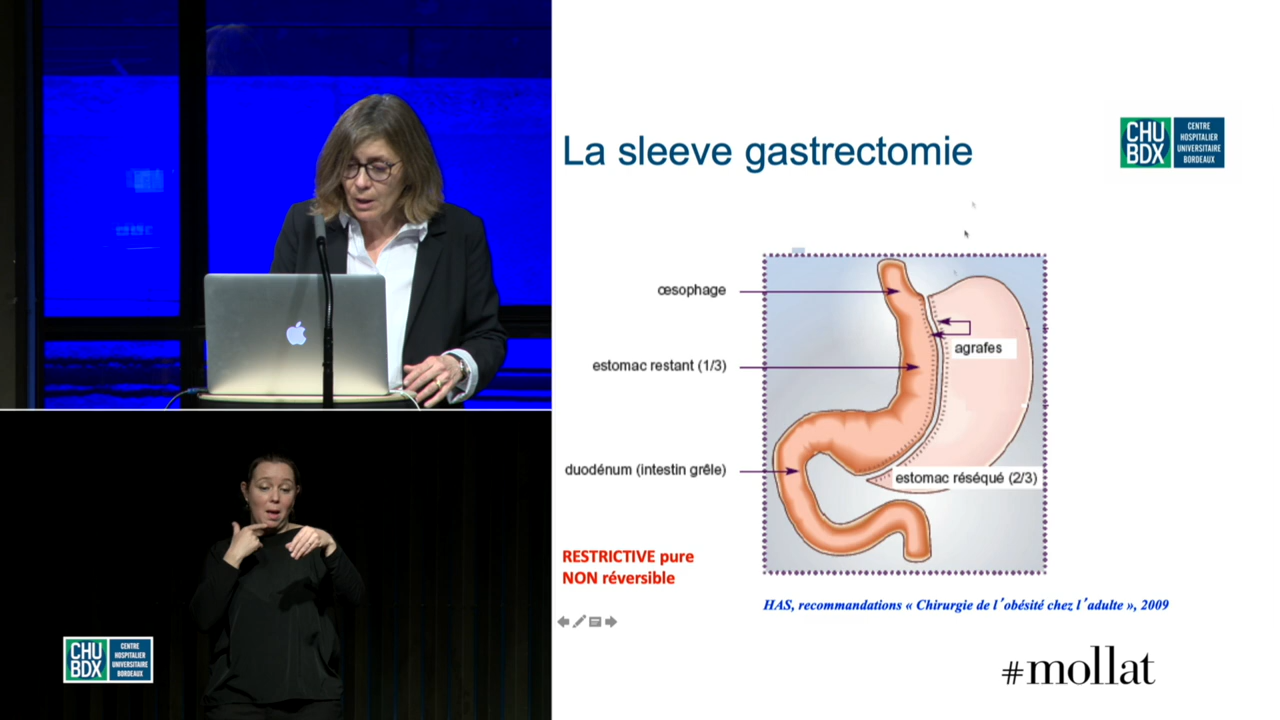 La sleeve gastrectomie
CHU
BDX
CENTRE
HOSPITALIER
UNIVERSITAIRE
BORDEAUX
œsophage
agrafes
estomac restant (1/3)
duodénum (intestin grêle)
estomac réséqué (2/3)
RESTRICTIVE pure
NON réversible
HAS, recommandations « Chirurgie de l´obésité chez l´adulte », 2009
#mollat
CHU
BDX
CENTRE
HOSPITALIER
UNIVERSITAIRE
BORDEAUX